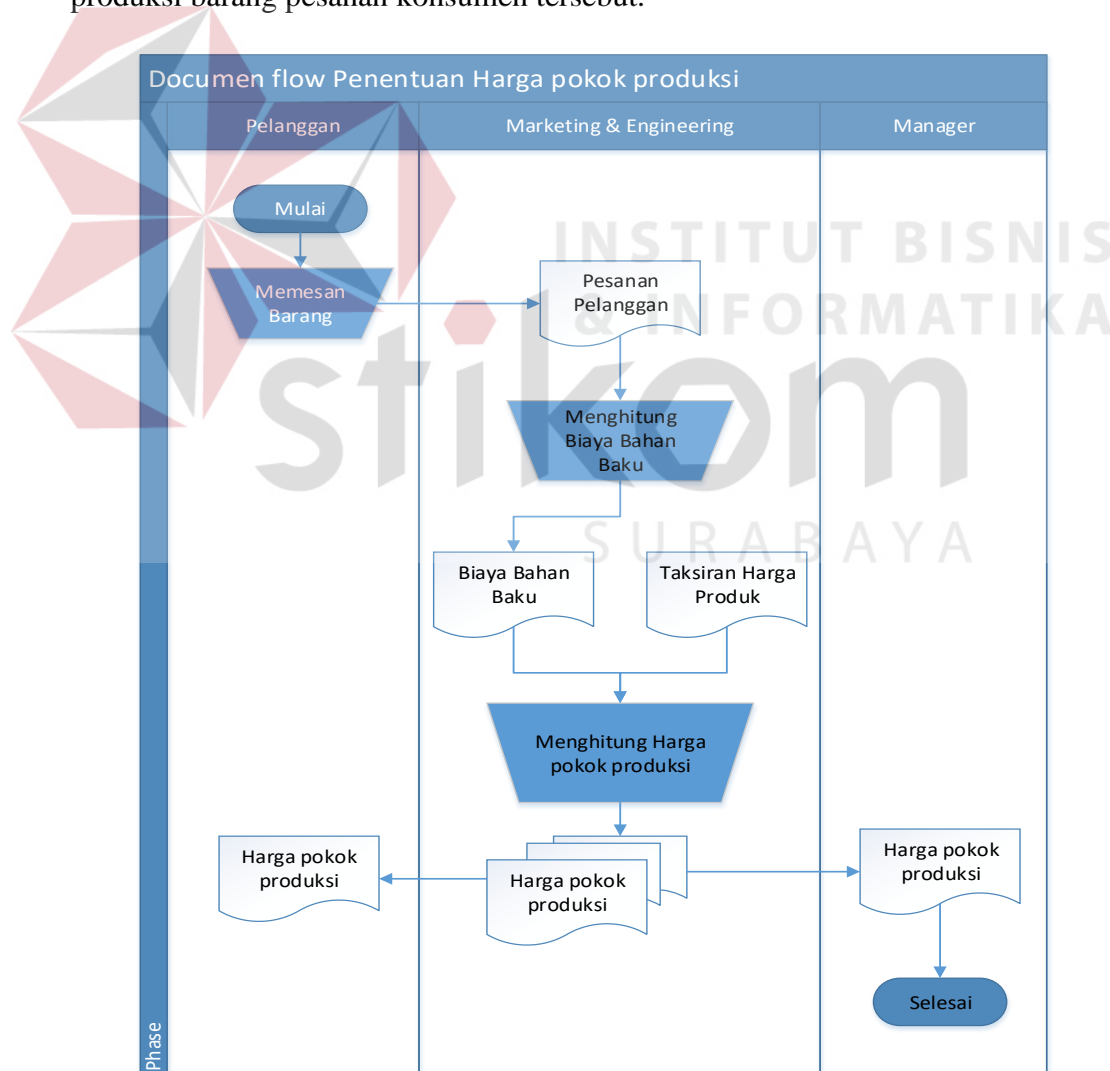 produksi barang pesanan konsumen tersebut.
Documen flow Penentuan Harga pokok produksi
Pelanggan
Marketing & Engineering
Manager
Mulai
Memesan
Barang
Pesanan
Pelanggan
INSTITUT BISNIS
& INFORMATIKA
stikom
SURABAYA
Menghitung
Biaya Bahan
Baku
Biaya Bahan
Baku
Taksiran Harga
Produk
Menghitung Harga
pokok produksi
Harga pokok
produksi
Harga pokok
produksi
Harga pokok
produksi
Selesai
Phase